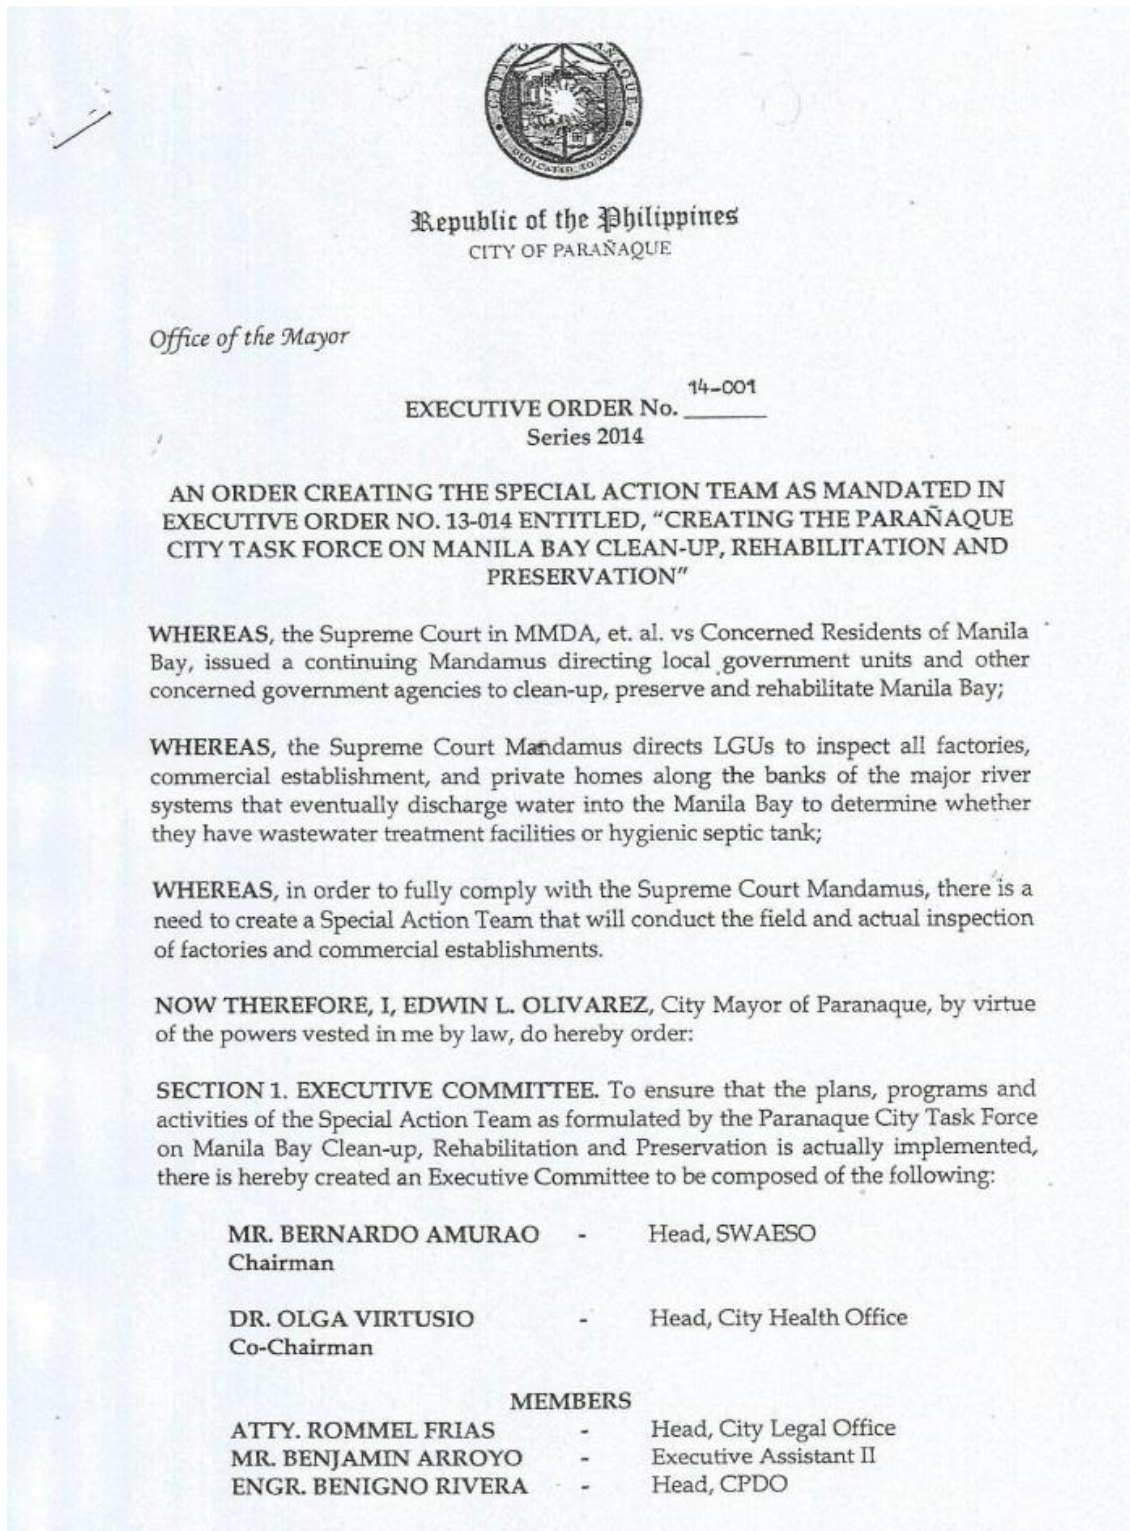 CITY OF PARAÑAQUE
DEDICATED TO GOD
Republic of the Philippines
CITY OF PARAÑAQUE
Office of the Mayor
14-001
EXECUTIVE ORDER No. ________
Series 2014
AN ORDER CREATING THE SPECIAL ACTION TEAM AS MANDATED IN
EXECUTIVE ORDER NO. 13-014 ENTITLED, “CREATING THE PARAÑAQUE
CITY TASK FORCE ON MANILA BAY CLEAN-UP, REHABILITATION AND
PRESERVATION”
WHEREAS, the Supreme Court in MMDA, et. al. vs Concerned Residents of Manila
Bay, issued a continuing Mandamus directing local government units and other
concerned government agencies to clean-up, preserve and rehabilitate Manila Bay;
WHEREAS, the Supreme Court Mandamus directs LGUs to inspect all factories,
commercial establishment, and private homes along the banks of the major river
systems that eventually discharge water into the Manila Bay to determine whether
they have wastewater treatment facilities or hygienic septic tank;
WHEREAS, in order to fully comply with the Supreme Court Mandamus, there is a
need to create a Special Action Team that will conduct the field and actual inspection
of factories and commercial establishments.
NOW THEREFORE, I, EDWIN L. OLIVAREZ, City Mayor of Paranaque, by virtue
of the powers vested in me by law, do hereby order:
SECTION 1. EXECUTIVE COMMITTEE. To ensure that the plans, programs and
activities of the Special Action Team as formulated by the Paranaque City Task Force
on Manila Bay Clean-up, Rehabilitation and Preservation is actually implemented,
there is hereby created an Executive Committee to be composed of the following:
MR. BERNARDO AMURAO - Head, SWAESO
Chairman
DR. OLGA VIRTUSIO - Head, City Health Office
Co-Chairman
MEMBERS
ATTY. ROMMEL FRIAS - Head, City Legal Office
MR. BENJAMIN ARROYO - Executive Assistant II
ENGR. BENIGNO RIVERA - Head, CPDO